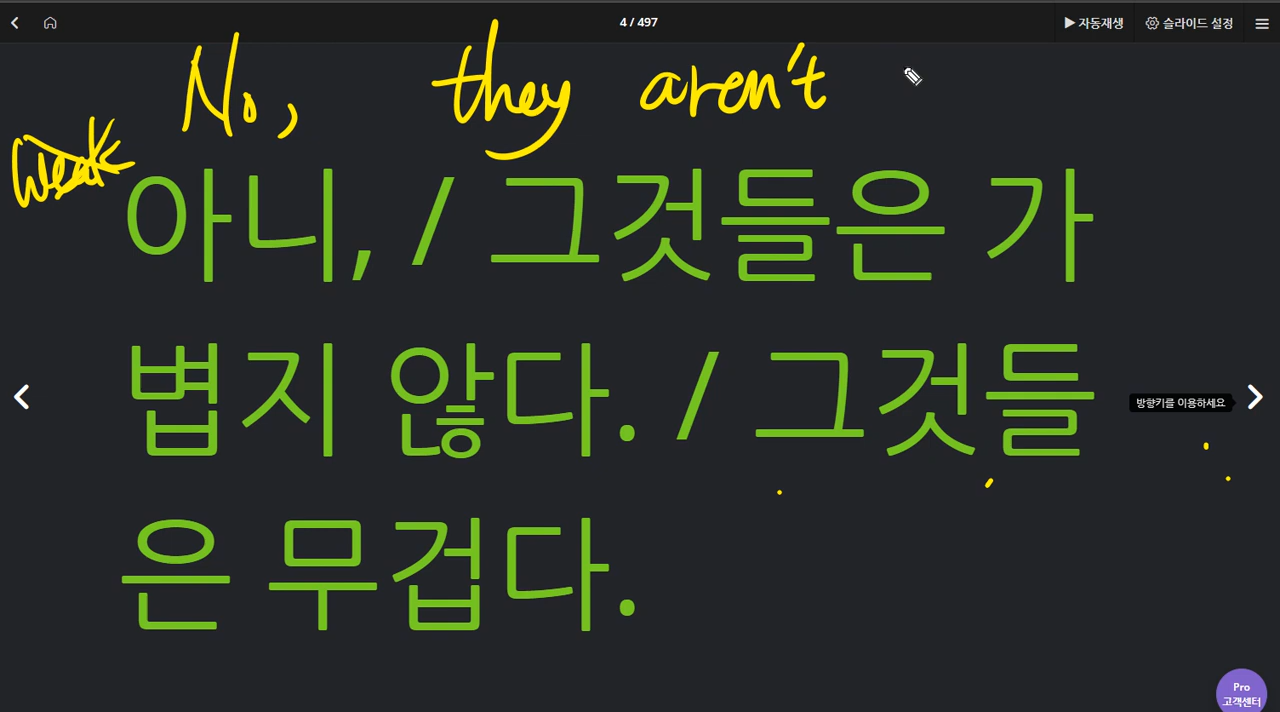 4 / 497
▶ 자동재생 슬라이드 설정
No, they aren't
weak
아니, / 그것들은 가
볍지 않다. / 그것들
방향키를 이용하세요
은 무겁다.
Pro
고객센터